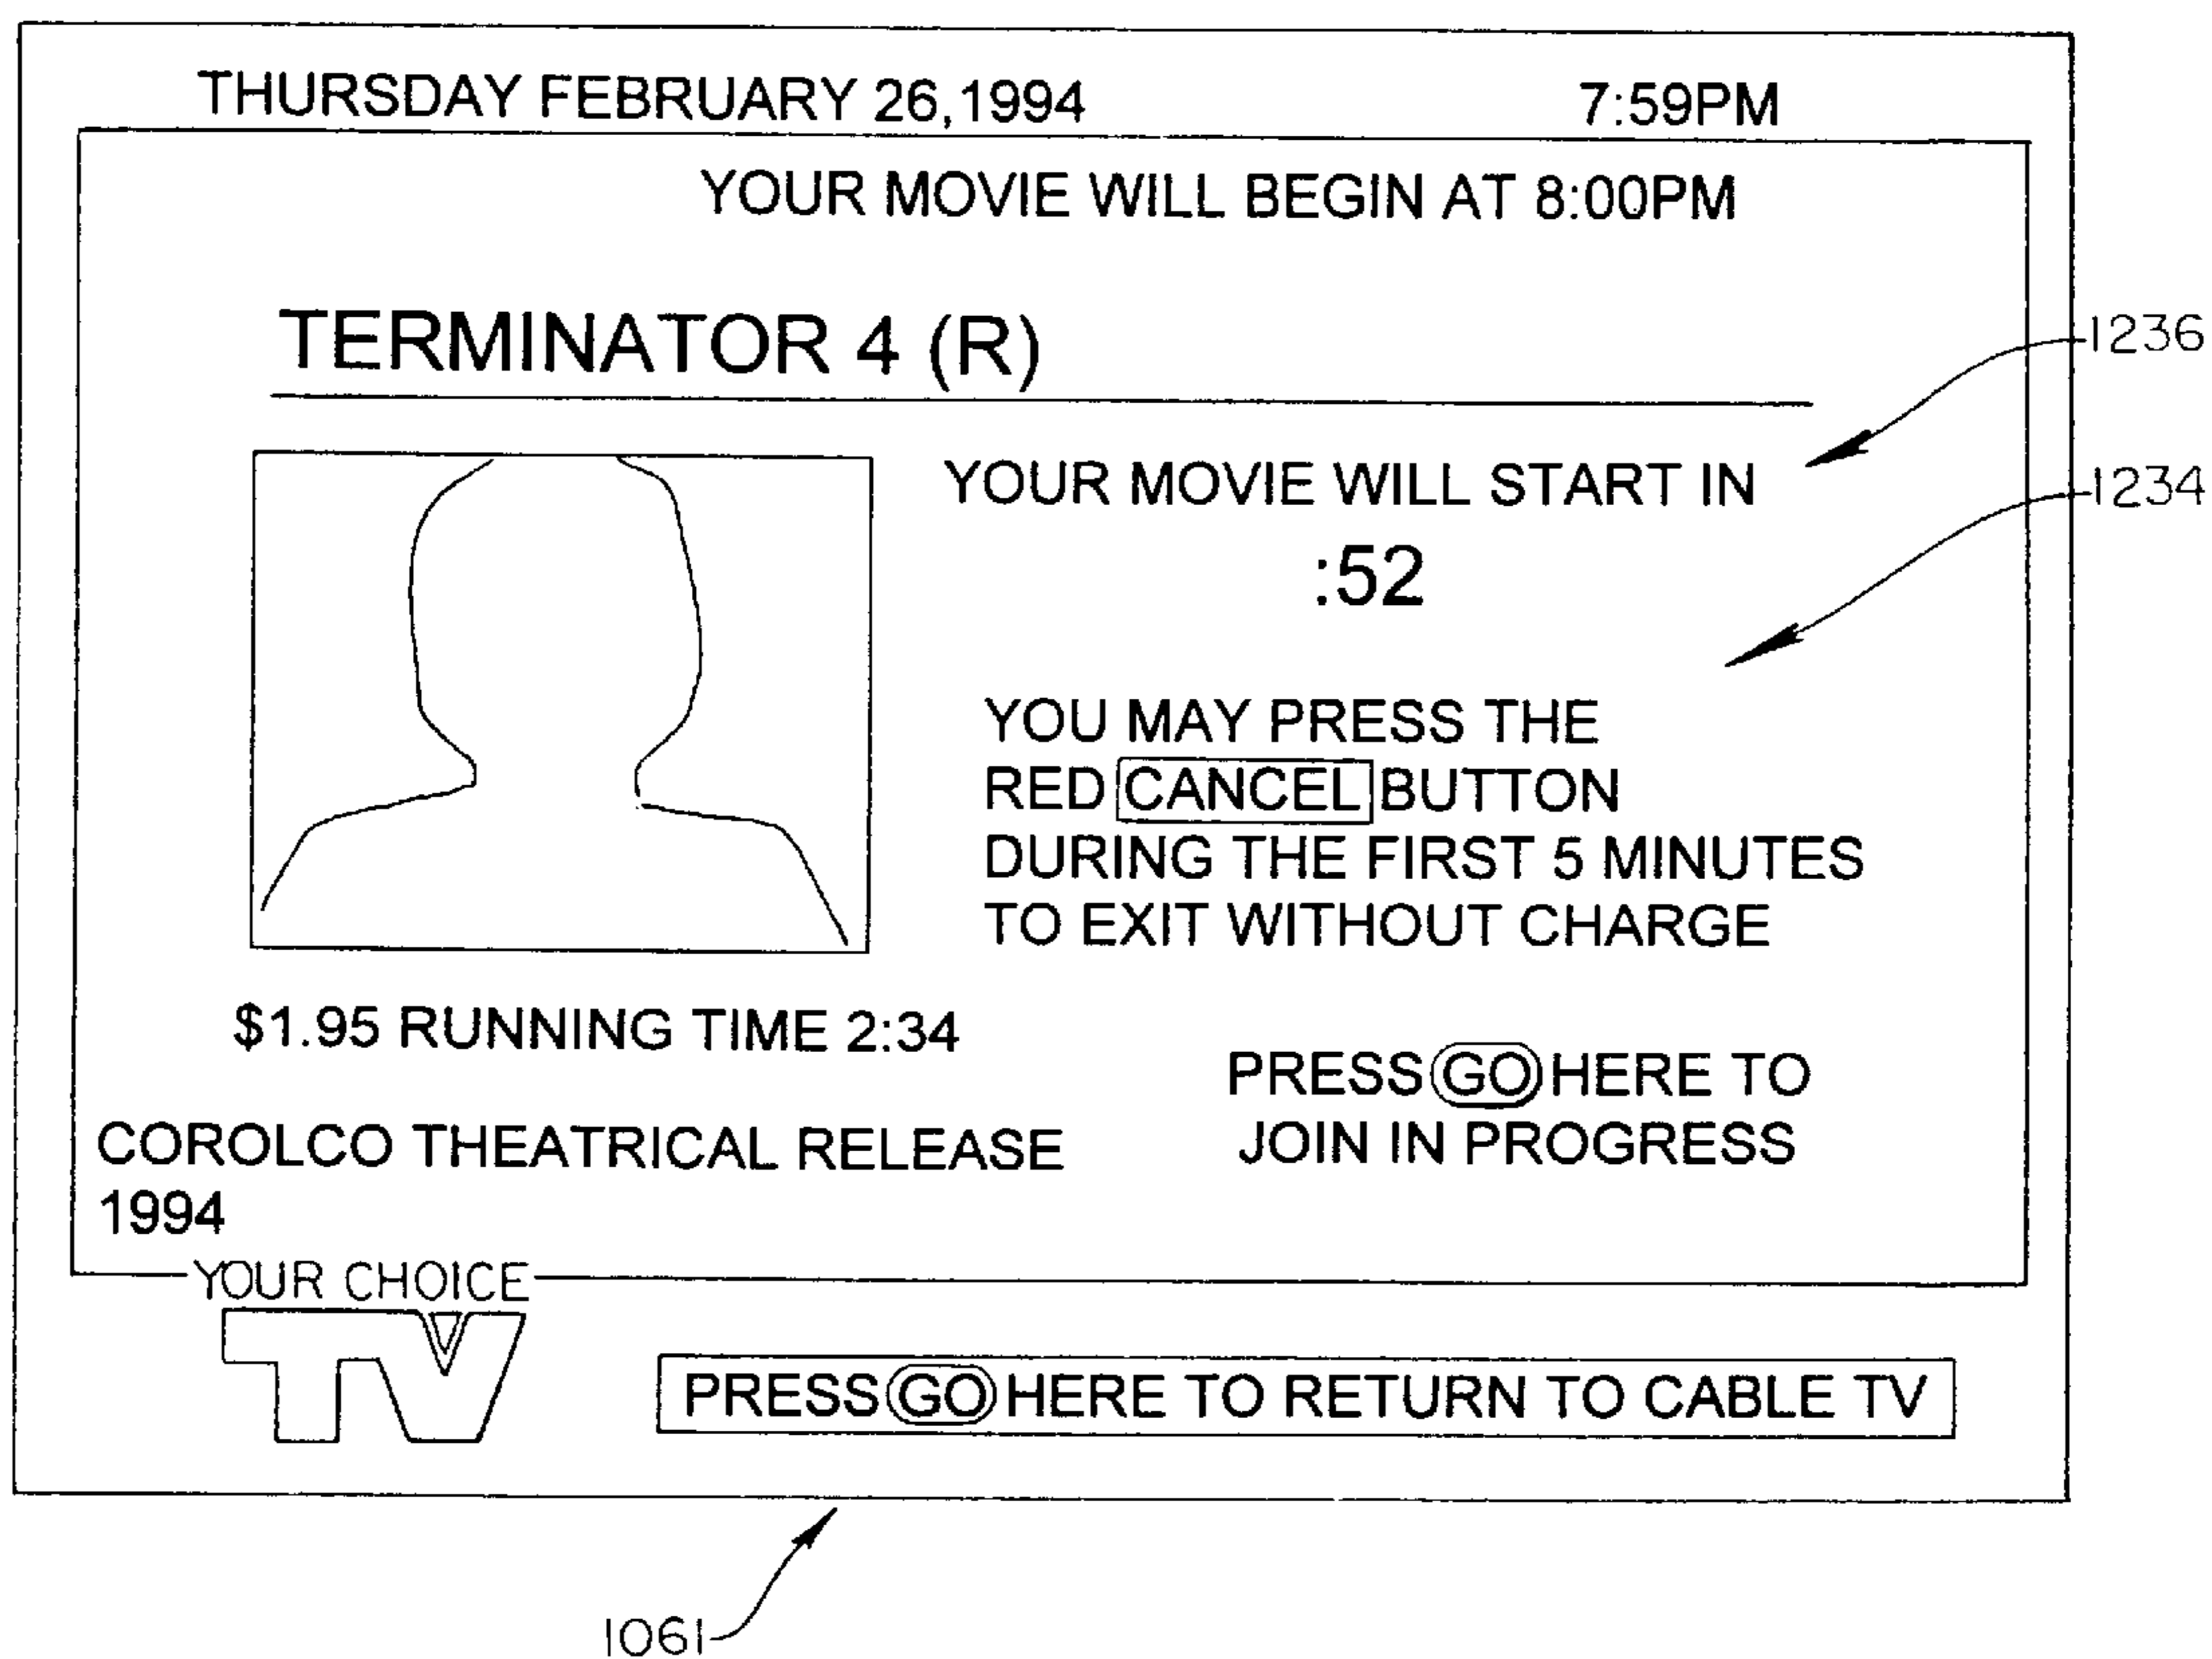 THURSDAY FEBRUARY 26,1994 7:59PM
YOUR MOVIE WILL BEGIN AT 8:00PM
TERMINATOR 4 (R)
1236
YOUR MOVIE WILL START IN
1234
:52
YOU MAY PRESS THE
RED CANCEL BUTTON
DURING THE FIRST 5 MINUTES
TO EXIT WITHOUT CHARGE
$1.95 RUNNING TIME 2:34
PRESS GO HERE TO
JOIN IN PROGRESS
COROLCO THEATRICAL RELEASE
1994
YOUR CHOICE
TV
PRESS GO HERE TO RETURN TO CABLE TV
1061